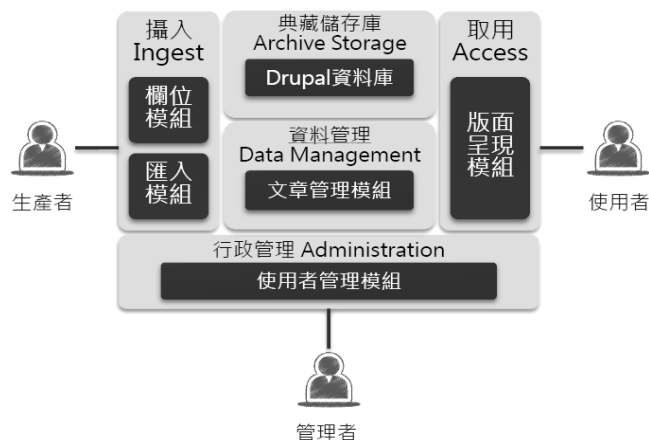 攝入
Ingest
欄位
模組
匯入
模組
典藏儲存庫
Archive Storage
Drupal資料庫
資料管理
Data Management
文章管理模組
取用
Access
版面
呈現
模組
生產者
使用者
行政管理 Administration
使用者管理模組
管理者